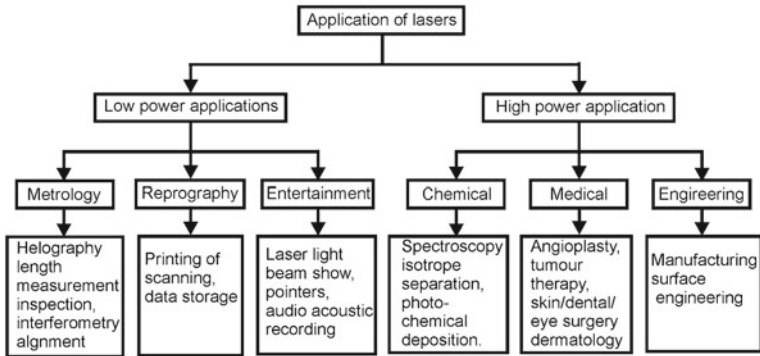 Application of lasers
Low power applications
High power application
Metrology
Reprography
Entertainment
Chemical
Medical
Engineering
Helography
length
measurement
inspection,
interferometry
algnment
Printing of
scanning,
data storage
Laser light
beam show,
pointers,
audio acoustic
recording
Spectroscopy
isotrope
separation,
photo-
chemical
deposition.
Angioplasty,
tumour
therapy,
skin/dental/
eye surgery
dermatology
Manufacturing
surface
engineering